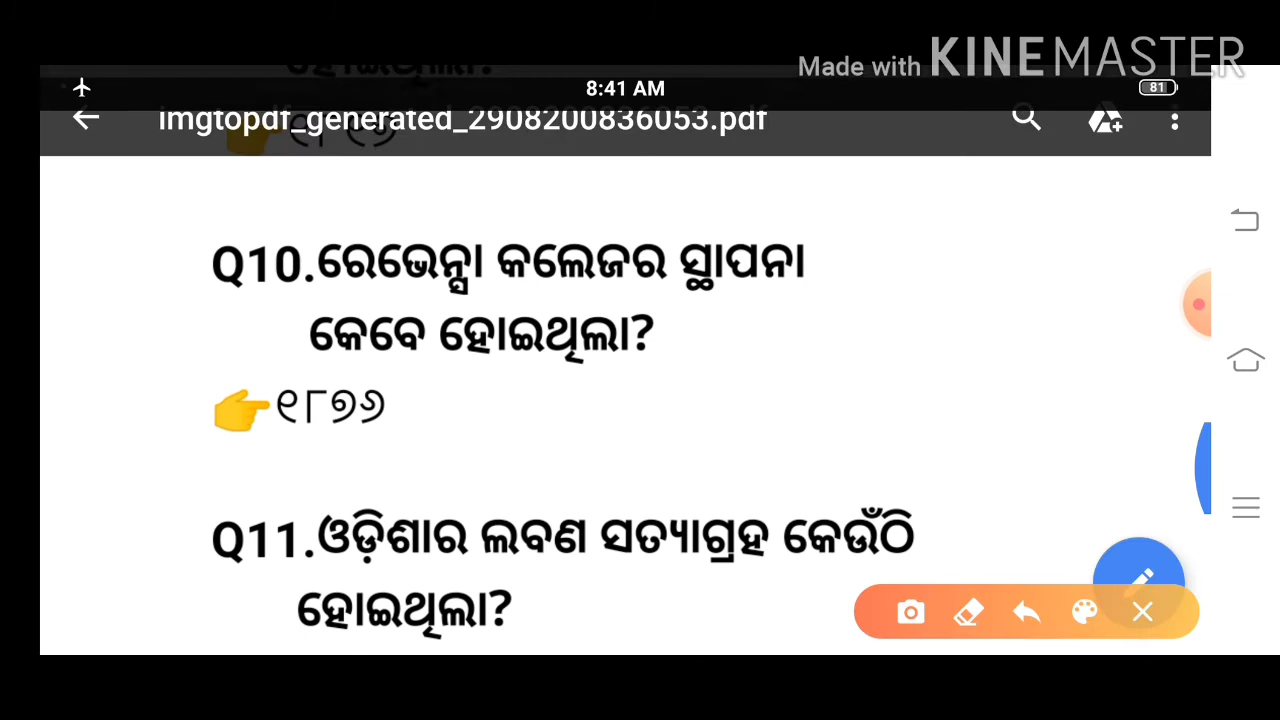 Made with KINEMASTER
ହୋଇଥିଲା?
8:41 AM 81
imgtopdf_generated_2908200836053.pdf
Q10.ରେଭେନ୍ସା କଲେଜର ସ୍ଥାପନା
କେବେ ହୋଇଥିଲା?
👉୧୮୭୬
Q11.ଓଡ଼ିଶାର ଲବଣ ସତ୍ୟାଗ୍ରହ କେଉଁଠି
ହୋଇଥିଲା?